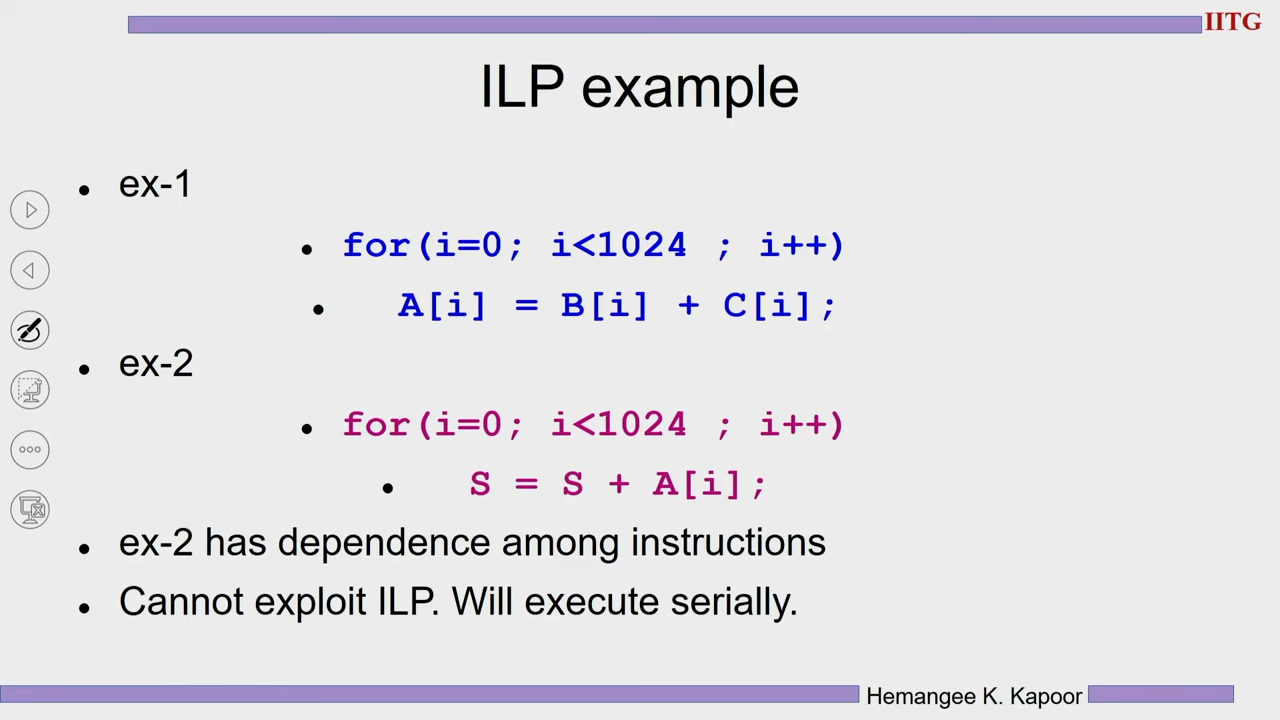 IITG
ILP example
• ex-1
• for(i=0; i<1024 ; i++)
• A[i] = B[i] + C[i];
• ex-2
• for(i=0; i<1024 ; i++)
• S = S + A[i];
• ex-2 has dependence among instructions
• Cannot exploit ILP. Will execute serially.
Hemangee K. Kapoor